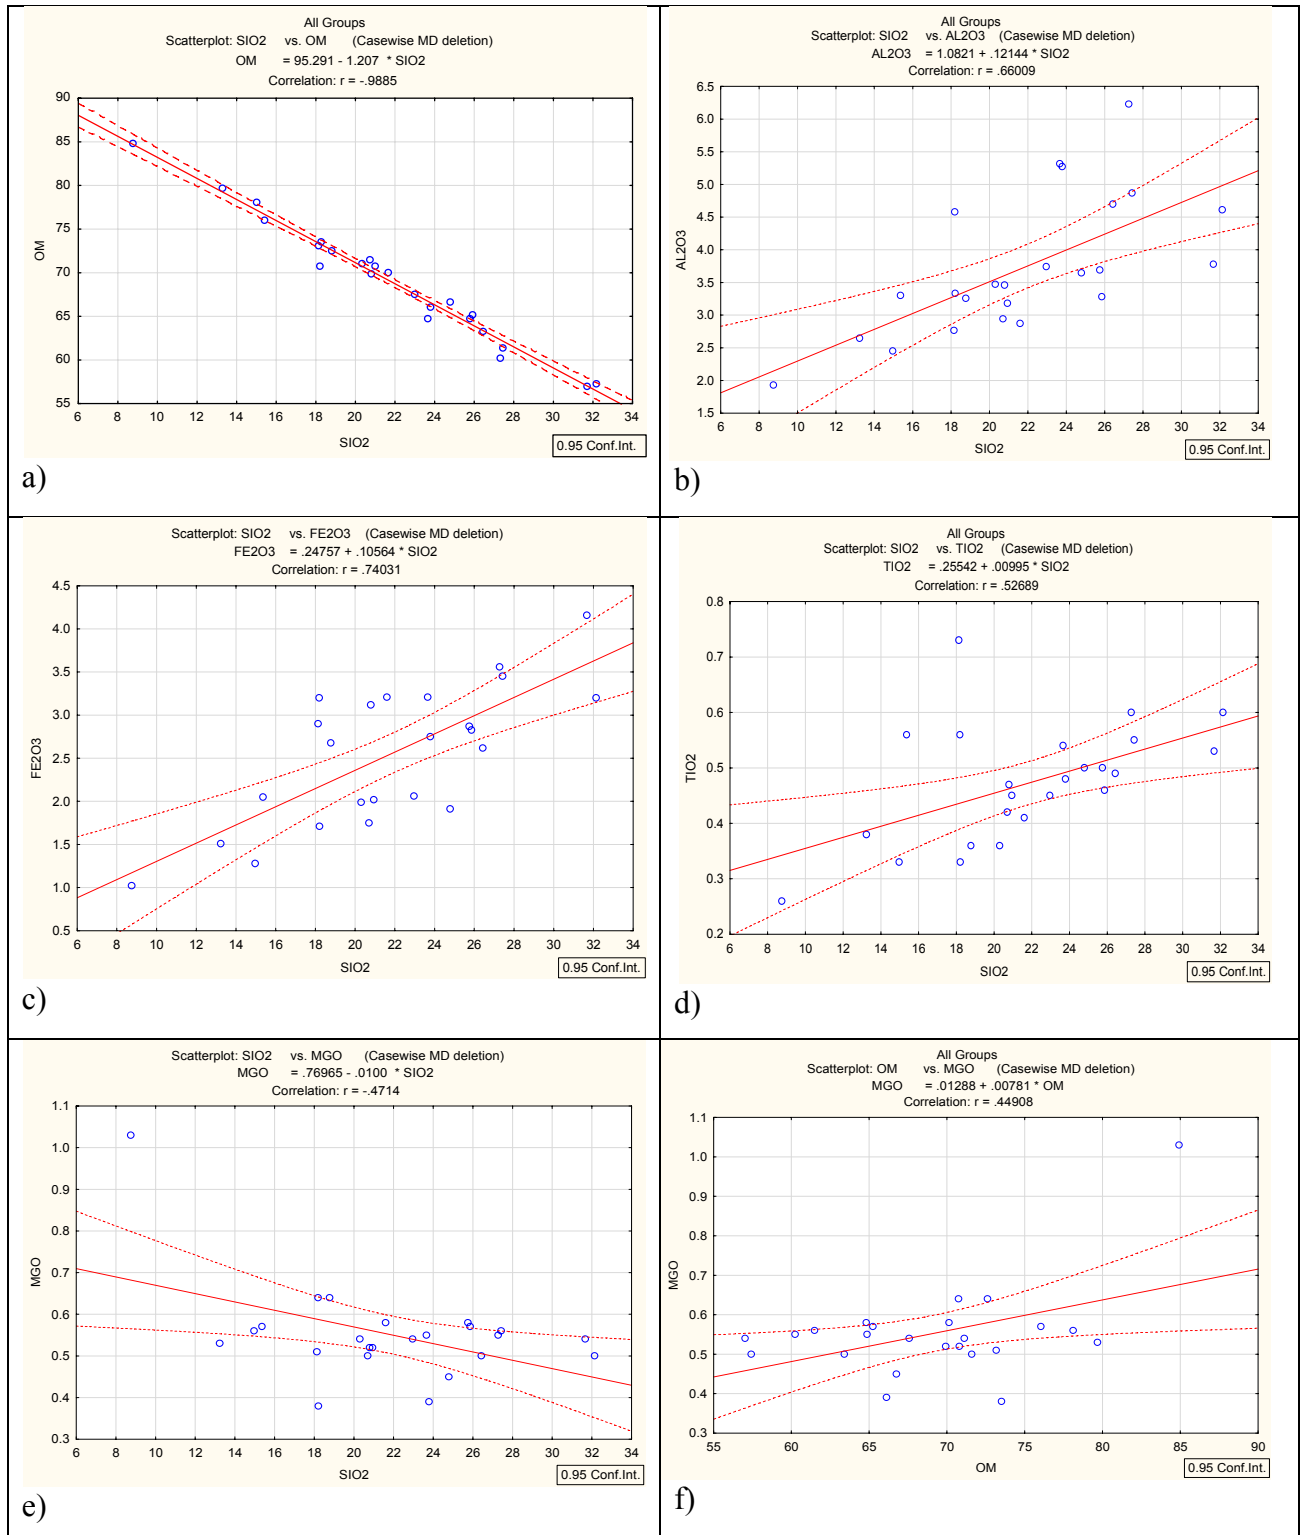 All Groups
Scatterplot: SIO2 vs. OM (Casewise MD deletion)
OM = 95.291 - 1.207 * SIO2
Correlation: r = -.9885
90
85
80
75
70
65
60
55
OM
6 8 10 12 14 16 18 20 22 24 26 28 30 32 34
SIO2
0.95 Conf.Int.
a)
All Groups
Scatterplot: SIO2 vs. AL2O3 (Casewise MD deletion)
AL2O3 = 1.0821 + .12144 * SIO2
Correlation: r = .66009
6.0
5.5
5.0
4.5
4.0
3.5
3.0
2.5
2.0
1.5
AL2O3
6 8 10 12 14 16 18 20 22 24 26 28 30 32 34
SIO2
0.95 Conf.Int.
b)
Scatterplot: SIO2 vs. FE2O3 (Casewise MD deletion)
FE2O3 = .24757 + .10564 * SIO2
Correlation: r = .74031
4.5
4.0
3.5
3.0
2.5
2.0
1.5
1.0
0.5
FE2O3
6 8 10 12 14 16 18 20 22 24 26 28 30 32 34
SIO2
0.95 Conf.Int.
c)
All Groups
Scatterplot: SIO2 vs. TIO2 (Casewise MD deletion)
TIO2 = .25542 + .00995 * SIO2
Correlation: r = .52689
0.8
0.7
0.6
0.5
0.4
0.3
0.2
TIO2
6 8 10 12 14 16 18 20 22 24 26 28 30 32 34
SIO2
0.95 Conf.Int.
d)
Scatterplot: SIO2 vs. MGO (Casewise MD deletion)
MGO = .76965 - .0100 * SIO2
Correlation: r = -.4714
1.1
1.0
0.9
0.8
0.7
0.6
0.5
0.4
0.3
MGO
6 8 10 12 14 16 18 20 22 24 26 28 30 32 34
SIO2
0.95 Conf.Int.
e)
All Groups
Scatterplot: OM vs. MGO (Casewise MD deletion)
MGO = .01288 + .00781 * OM
Correlation: r = .44908
1.1
1.0
0.9
0.8
0.7
0.6
0.5
0.4
0.3
MGO
55 60 65 70 75 80 85 90
OM
0.95 Conf.Int.
f)